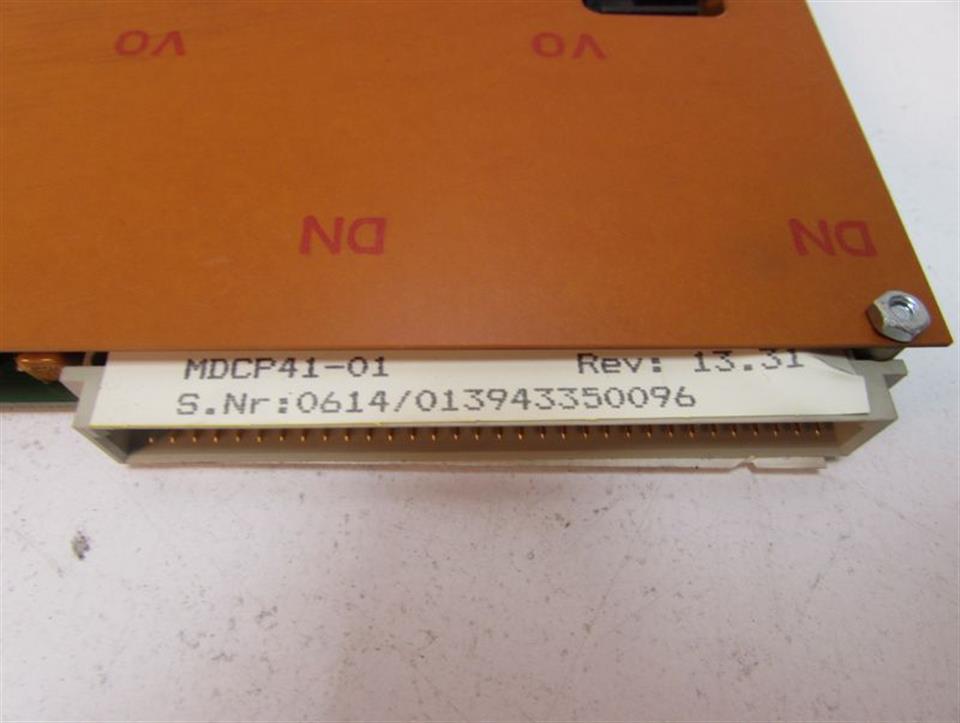 VO VO
DN DN
MDCP41-01 Rev: 13.31
S.Nr:0614/013943350096